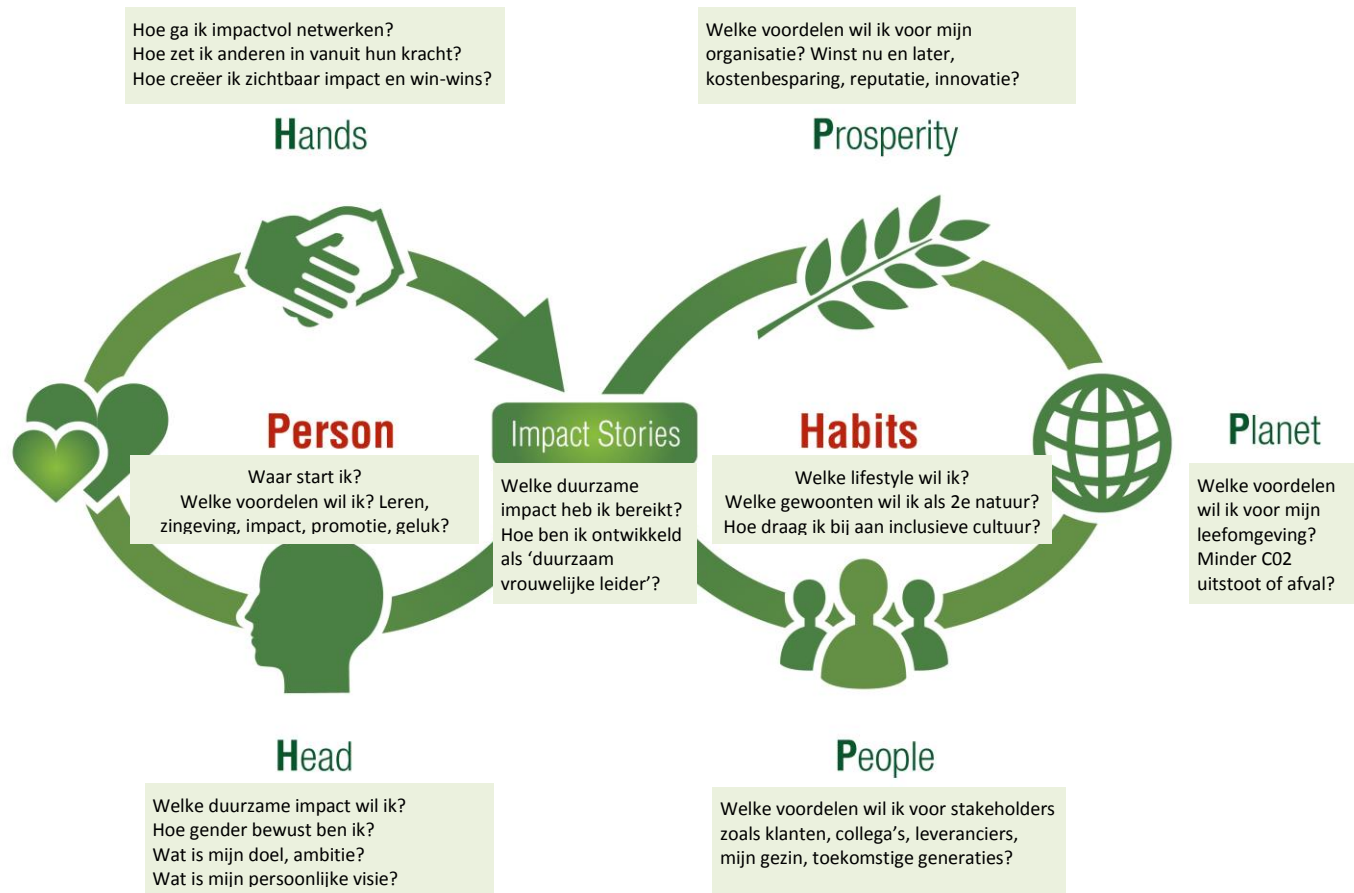 Hoe ga ik impactvol netwerken?
Hoe zet ik anderen in vanuit hun kracht?
Hoe creëer ik zichtbaar impact en win-wins?
Hands
Welke voordelen wil ik voor mijn
organisatie? Winst nu en later,
kostenbesparing, reputatie, innovatie?
Prosperity
Person
Waar start ik?
Welke voordelen wil ik? Leren,
zingeving, impact, promotie, geluk?
Impact Stories
Welke duurzame
impact heb ik bereikt?
Hoe ben ik ontwikkeld
als ‘duurzaam
vrouwelijke leider’?
Habits
Welke lifestyle wil ik?
Welke gewoonten wil ik als 2e natuur?
Hoe draag ik bij aan inclusieve cultuur?
Planet
Welke voordelen
wil ik voor mijn
leefomgeving?
Minder C02
uitstoot of afval?
Head
Welke duurzame impact wil ik?
Hoe gender bewust ben ik?
Wat is mijn doel, ambitie?
Wat is mijn persoonlijke visie?
People
Welke voordelen wil ik voor stakeholders
zoals klanten, collega’s, leveranciers,
mijn gezin, toekomstige generaties?